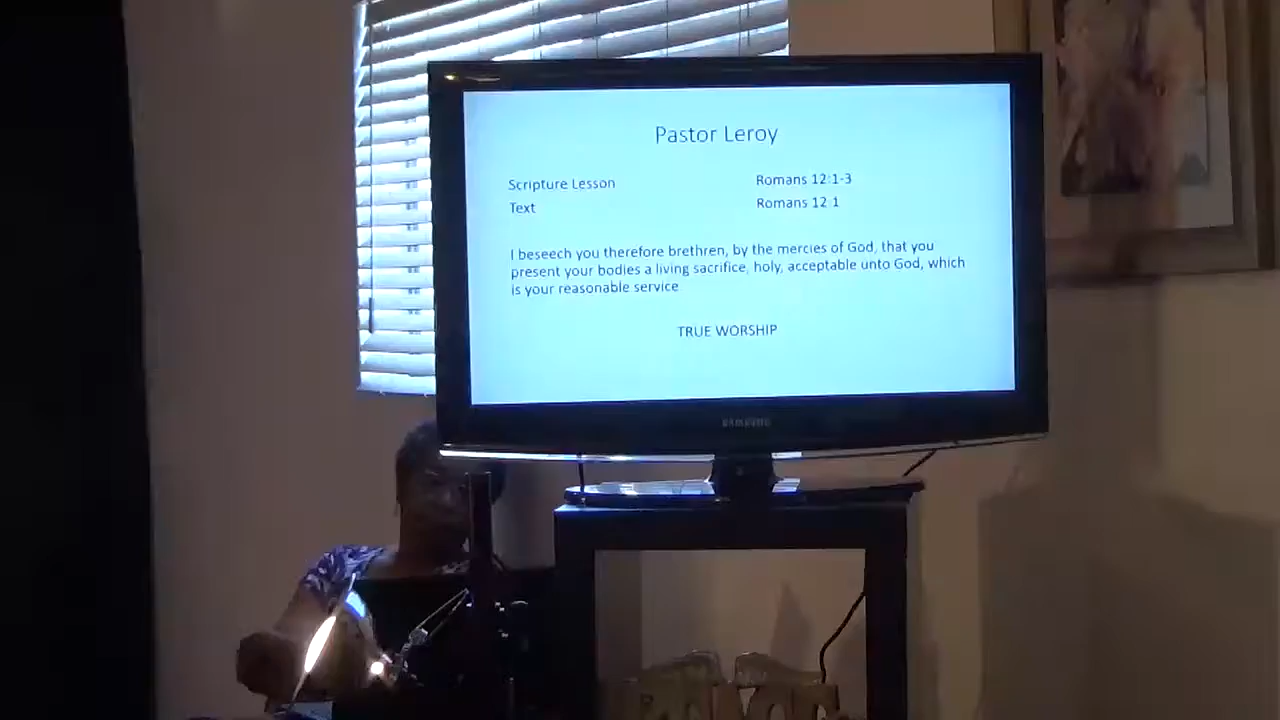 Pastor Leroy
Scripture Lesson Romans 12:1-3
Text Romans 12:1
I beseech you therefore brethren, by the mercies of God, that you
present your bodies a living sacrifice, holy, acceptable unto God, which
is your reasonable service
TRUE WORSHIP
SAMSUNG